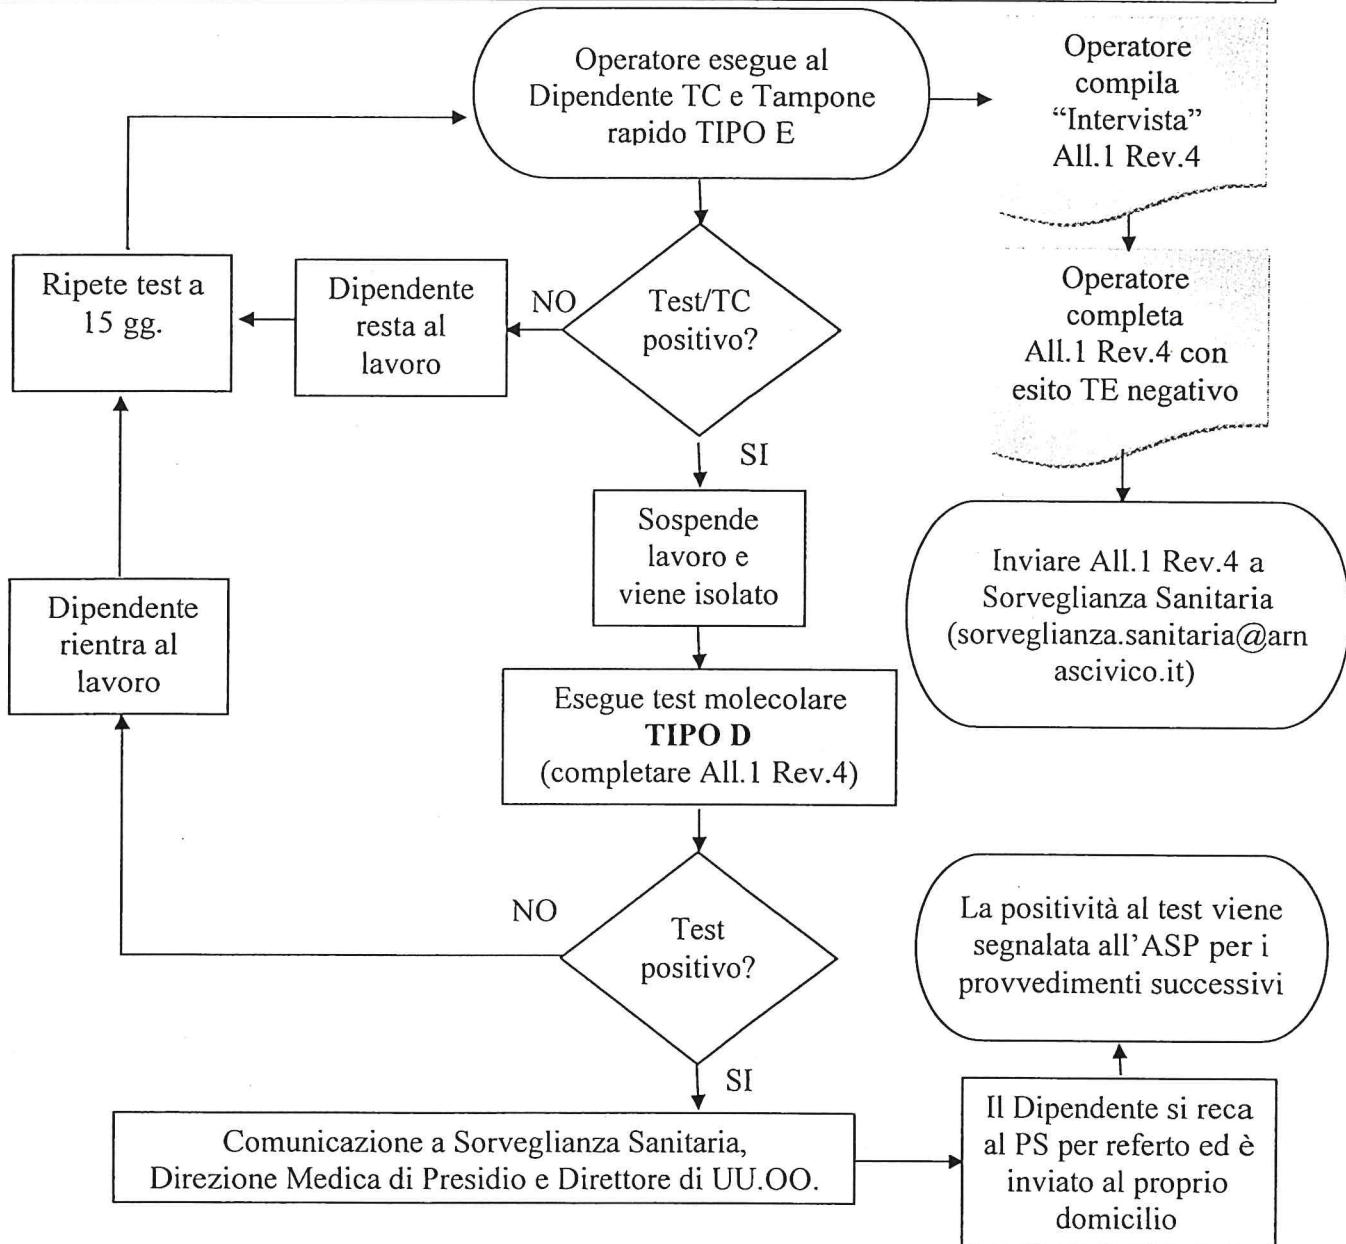 Operatore esegue al
Dipendente TC e Tampone
rapido TIPO E
Operatore
compila
“Intervista”
All.1 Rev.4
Ripete test a
15 gg.
Dipendente
resta al
lavoro
NO
Test/TC
positivo?
Operatore
completa
All.1 Rev.4 con
esito TE negativo
SI
Sospende
lavoro e
viene isolato
Inviare All.1 Rev.4 a
Sorveglianza Sanitaria
(sorveglianza.sanitaria@arn
ascivico.it)
Dipendente
rientra al
lavoro
Esegue test molecolare
TIPO D
(completare All.1 Rev.4)
NO
Test
positivo?
La positività al test viene
segnalata all’ASP per i
provvedimenti successivi
SI
Comunicazione a Sorveglianza Sanitaria,
Direzione Medica di Presidio e Direttore di UU.OO.
Il Dipendente si reca
al PS per referto ed è
inviato al proprio
domicilio